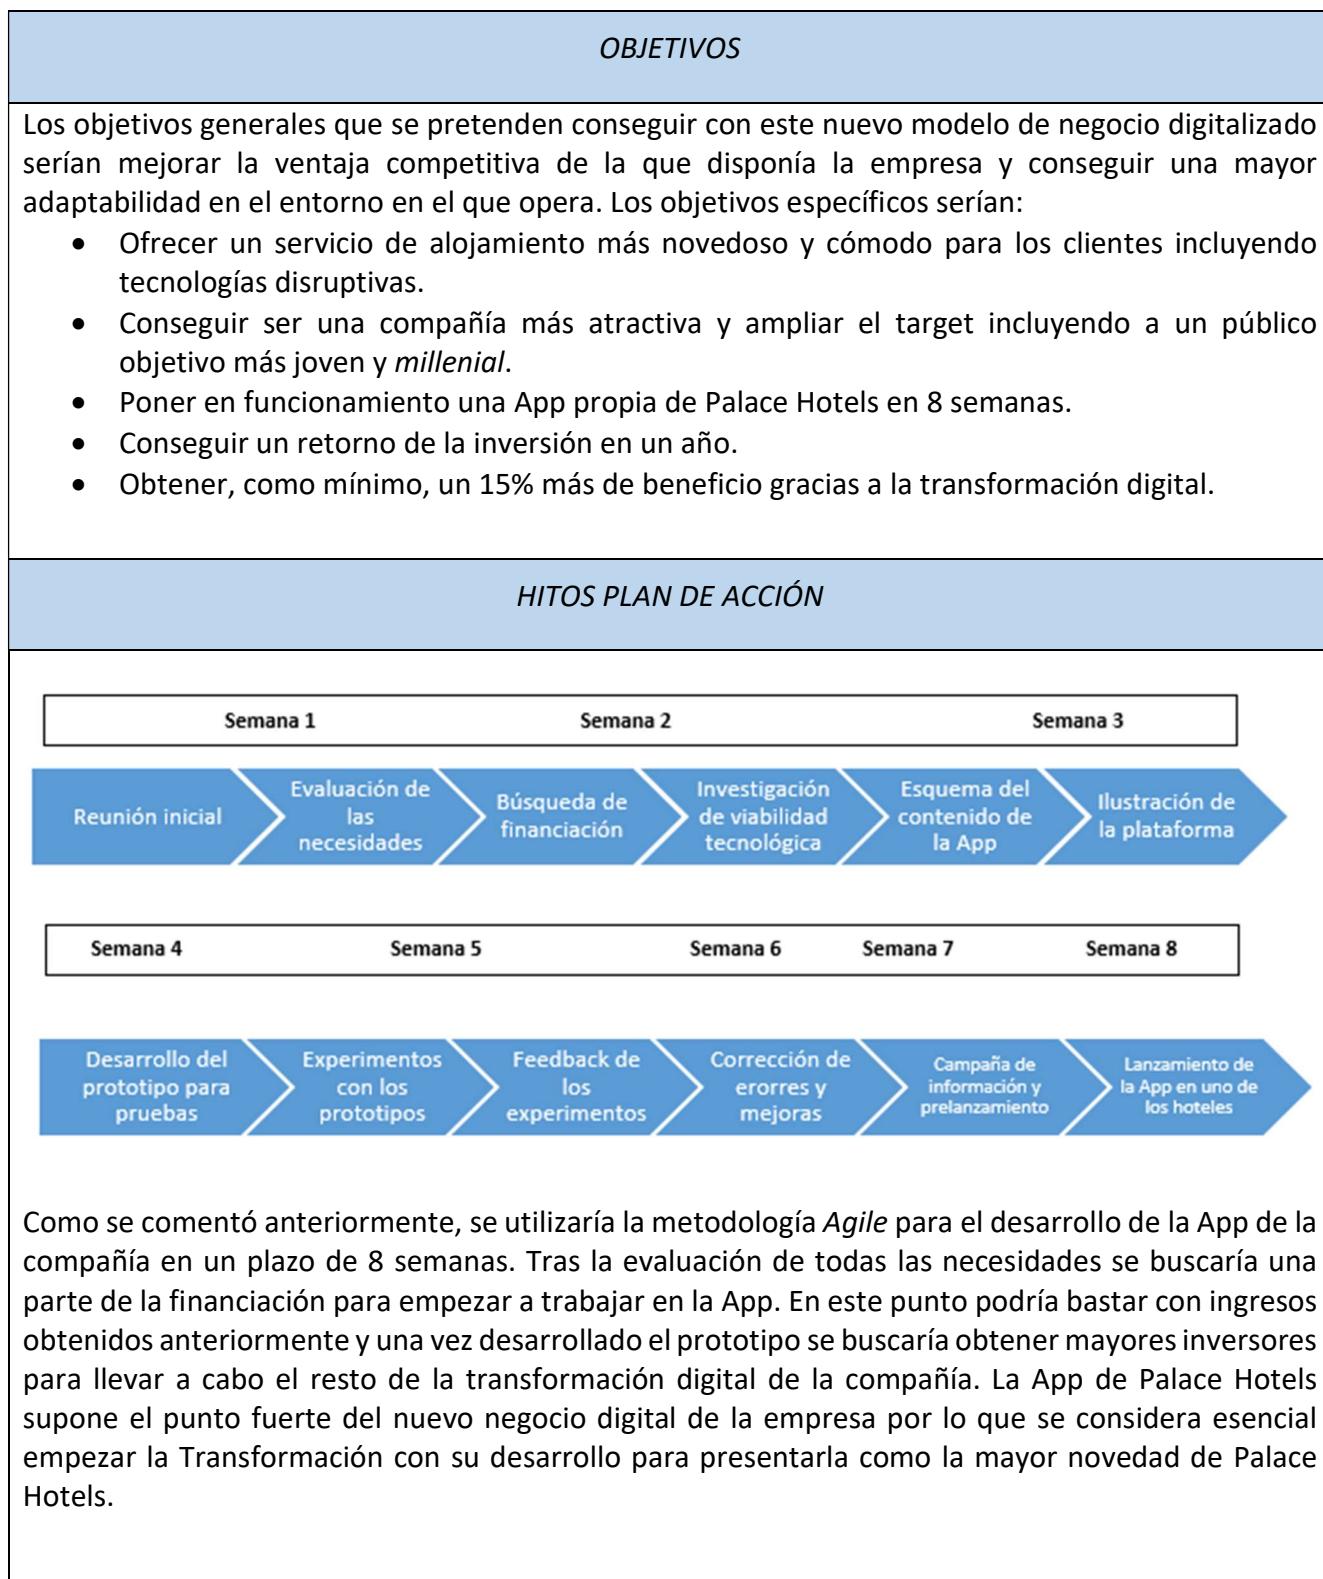 OBJETIVOS
Los objetivos generales que se pretenden conseguir con este nuevo modelo de negocio digitalizado
serían mejorar la ventaja competitiva de la que disponía la empresa y conseguir una mayor
adaptabilidad en el entorno en el que opera. Los objetivos específicos serían:
• Ofrecer un servicio de alojamiento más novedoso y cómodo para los clientes incluyendo
tecnologías disruptivas.
• Conseguir ser una compañía más atractiva y ampliar el target incluyendo a un público
objetivo más joven y millenial.
• Poner en funcionamiento una App propia de Palace Hotels en 8 semanas.
• Conseguir un retorno de la inversión en un año.
• Obtener, como mínimo, un 15% más de beneficio gracias a la transformación digital.
HITOS PLAN DE ACCIÓN
Semana 1 Semana 2 Semana 3
Reunión inicial
Evaluación de
las
necesidades
Búsqueda de
financiación
Investigación
de viabilidad
tecnológica
Esquema del
contenido de
la App
Ilustración de
la plataforma
Semana 4 Semana 5 Semana 6 Semana 7 Semana 8
Desarrollo del
prototipo para
pruebas
Experimentos
con los
prototipos
Feedback de
los
experimentos
Corrección de
erorres y
mejoras
Campaña de
información y
prelanzamiento
Lanzamiento de
la App en uno de
los hoteles
Como se comentó anteriormente, se utilizaría la metodología Agile para el desarrollo de la App de la
compañía en un plazo de 8 semanas. Tras la evaluación de todas las necesidades se buscaría una
parte de la financiación para empezar a trabajar en la App. En este punto podría bastar con ingresos
obtenidos anteriormente y una vez desarrollado el prototipo se buscaría obtener mayores inversores
para llevar a cabo el resto de la transformación digital de la compañía. La App de Palace Hotels
supone el punto fuerte del nuevo negocio digital de la empresa por lo que se considera esencial
empezar la Transformación con su desarrollo para presentarla como la mayor novedad de Palace
Hotels.